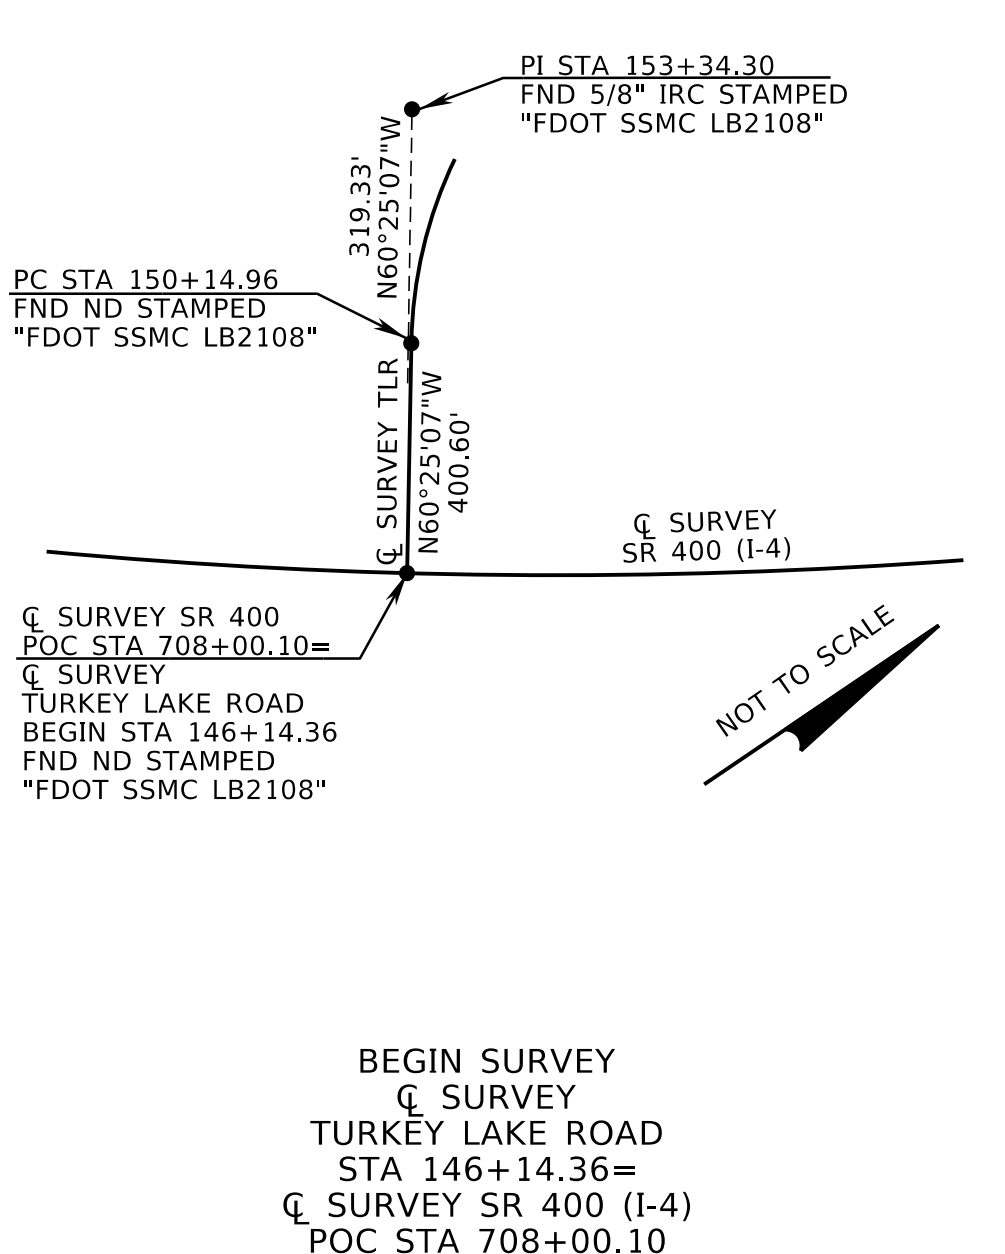 PI STA 153+34.30
FND 5/8" IRC STAMPED
"FDOT SSMC LB2108"
319.33'
N60°25'07"W
PC STA 150+14.96
FND ND STAMPED
"FDOT SSMC LB2108"
℄ SURVEY TLR
N60°25'07"W
400.60'
℄ SURVEY
SR 400 (I-4)
℄ SURVEY SR 400
POC STA 708+00.10=
℄ SURVEY
TURKEY LAKE ROAD
BEGIN STA 146+14.36
FND ND STAMPED
"FDOT SSMC LB2108"
NOT TO SCALE
BEGIN SURVEY
℄ SURVEY
TURKEY LAKE ROAD
STA 146+14.36=
℄ SURVEY SR 400 (I-4)
POC STA 708+00.10